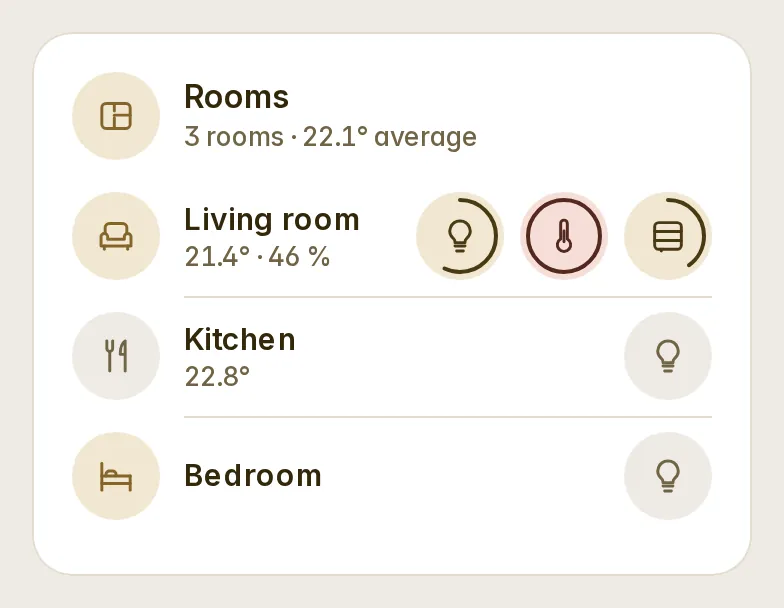 Rooms
3 rooms · 22.1° average
Living room
21.4° · 46 %
Kitchen
22.8°
Bedroom